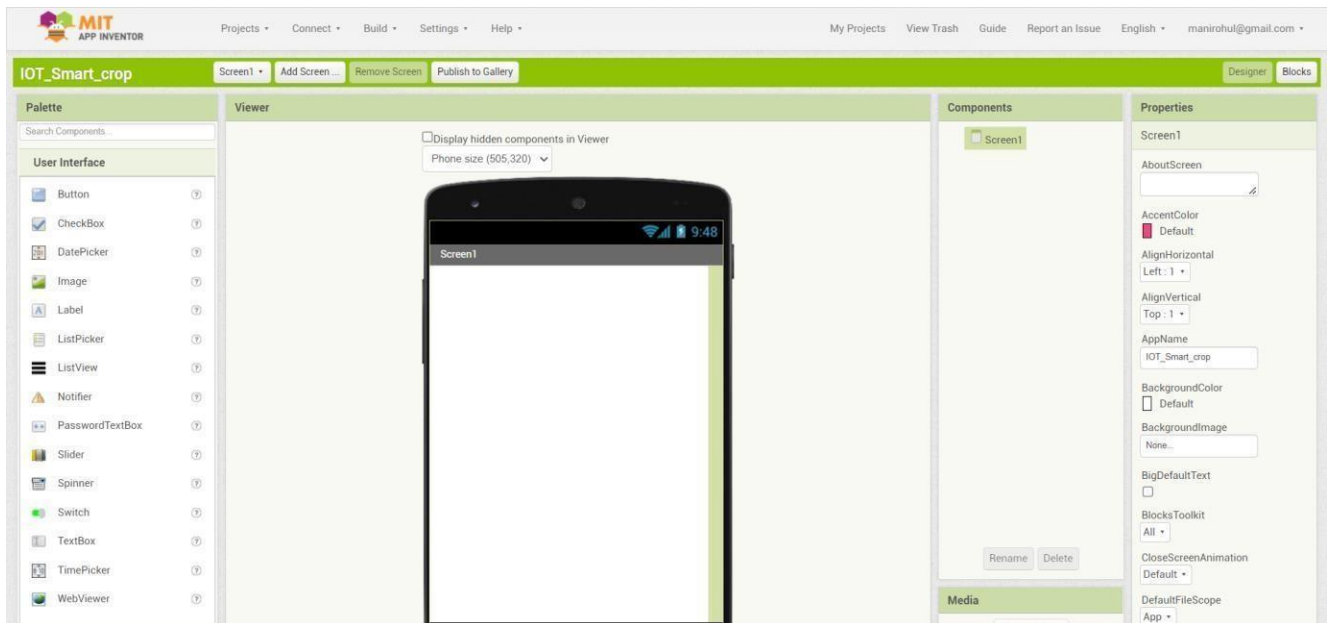 MIT
APP INVENTOR
Projects Connect Build Settings Help My Projects View Trash Guide Report an Issue English manirohul@gmail.com
IOT_Smart_crop Screen1 Add Screen ... Remove Screen Publish to Gallery Designer Blocks
Palette
Search Components...
User Interface
Button
CheckBox
DatePicker
Image
Label
ListPicker
ListView
Notifier
PasswordTextBox
Slider
Spinner
Switch
TextBox
TimePicker
WebViewer
Viewer
Display hidden components in Viewer
Phone size (505,320)
9:48
Screen1
Components
Screen1
Rename Delete
Media
Properties
Screen1
AboutScreen
AccentColor
Default
AlignHorizontal
Left : 1
AlignVertical
Top : 1
AppName
IOT_Smart_crop
BackgroundColor
Default
BackgroundImage
None...
BigDefaultText
BlocksToolkit
All
CloseScreenAnimation
Default
DefaultFileScope
App